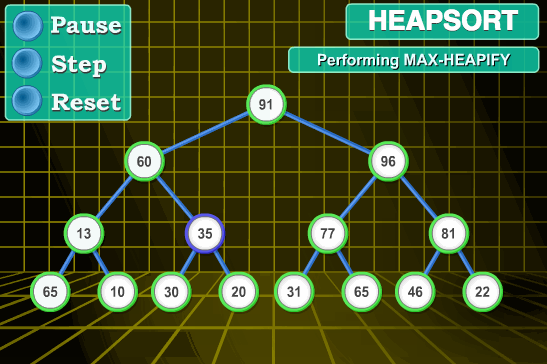 Pause
Step
Reset
HEAPSORT
Performing MAX-HEAPIFY
91
60 96
13 35 77 81
65 10 30 20 31 65 46 22